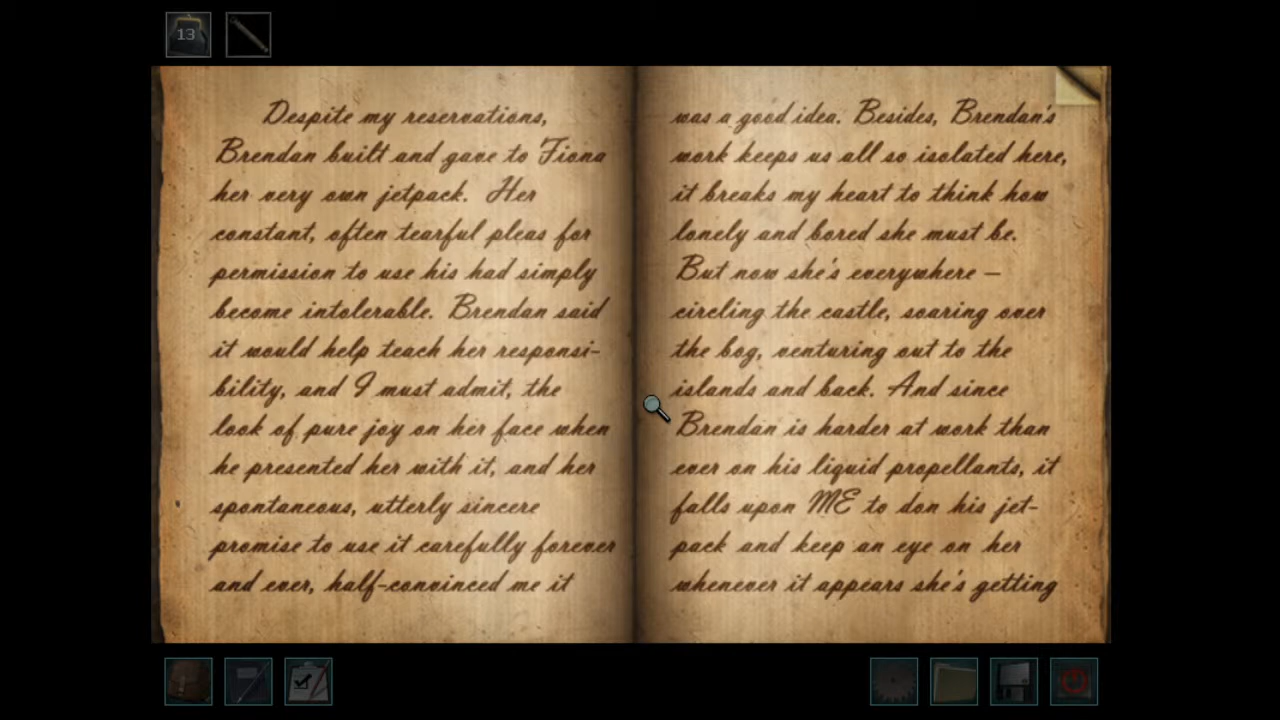 13
Despite my reservations,
Brendan built and gave to Fiona
her very own jetpack. Her
constant, often tearful pleas for
permission to use his had simply
become intolerable. Brendan said
it would help teach her responsi-
bility, and I must admit, the
look of pure joy on her face when
he presented her with it, and her
spontaneous, utterly sincere
promise to use it carefully forever
and ever, half-convinced me it
was a good idea. Besides, Brendan's
work keeps us all so isolated here,
it breaks my heart to think how
lonely and bored she must be.
But now she's everywhere –
circling the castle, soaring over
the bog, venturing out to the
islands and back. And since
Brendan is harder at work than
ever on his liquid propellants, it
falls upon ME to don his jet-
pack and keep an eye on her
whenever it appears she's getting